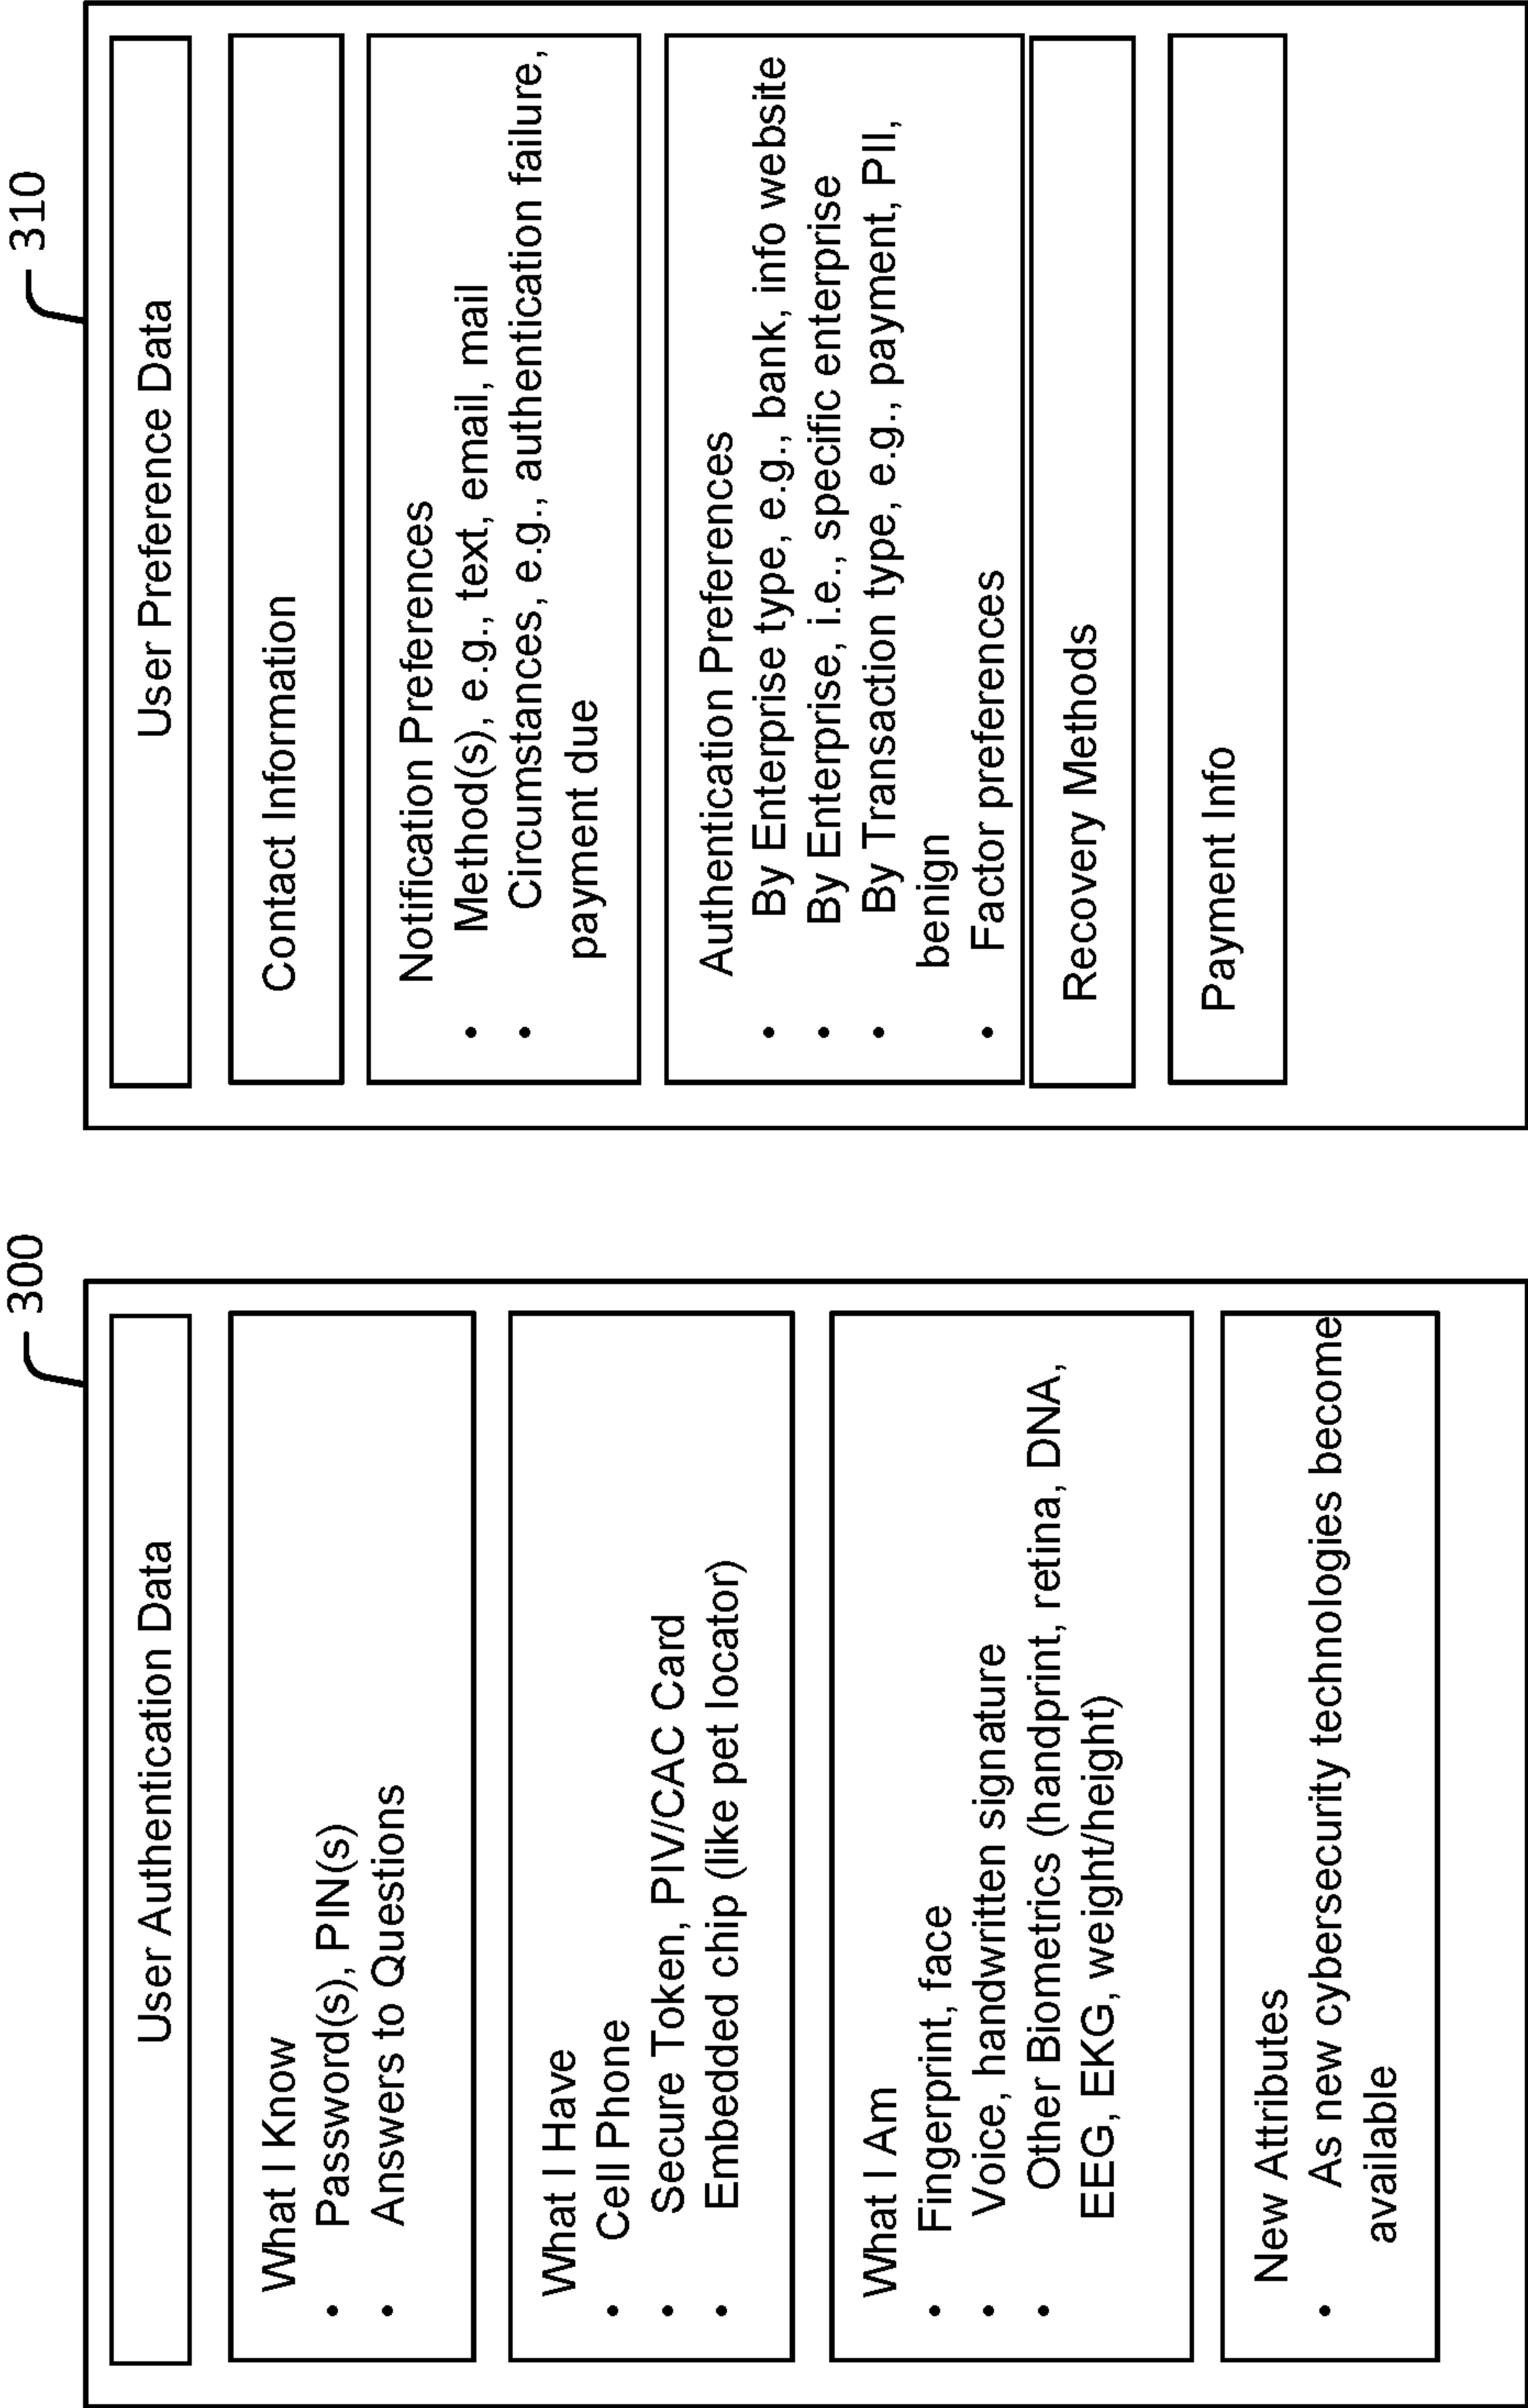 300
User Authentication Data
What I Know
• Password(s), PIN(s)
• Answers to Questions
What I Have
• Cell Phone
• Secure Token, PIV/CAC Card
• Embedded chip (like pet locator)
What I Am
• Fingerprint, face
• Voice, handwritten signature
• Other Biometrics (handprint, retina, DNA,
EEG, EKG, weight/height)
New Attributes
• As new cybersecurity technologies become
available
310
User Preference Data
Contact Information
Notification Preferences
• Method(s), e.g., text, email, mail
• Circumstances, e.g., authentication failure,
payment due
Authentication Preferences
• By Enterprise type, e.g., bank, info website
• By Enterprise, i.e., specific enterprise
• By Transaction type, e.g., payment, PII,
benign
• Factor preferences
Recovery Methods
Payment Info